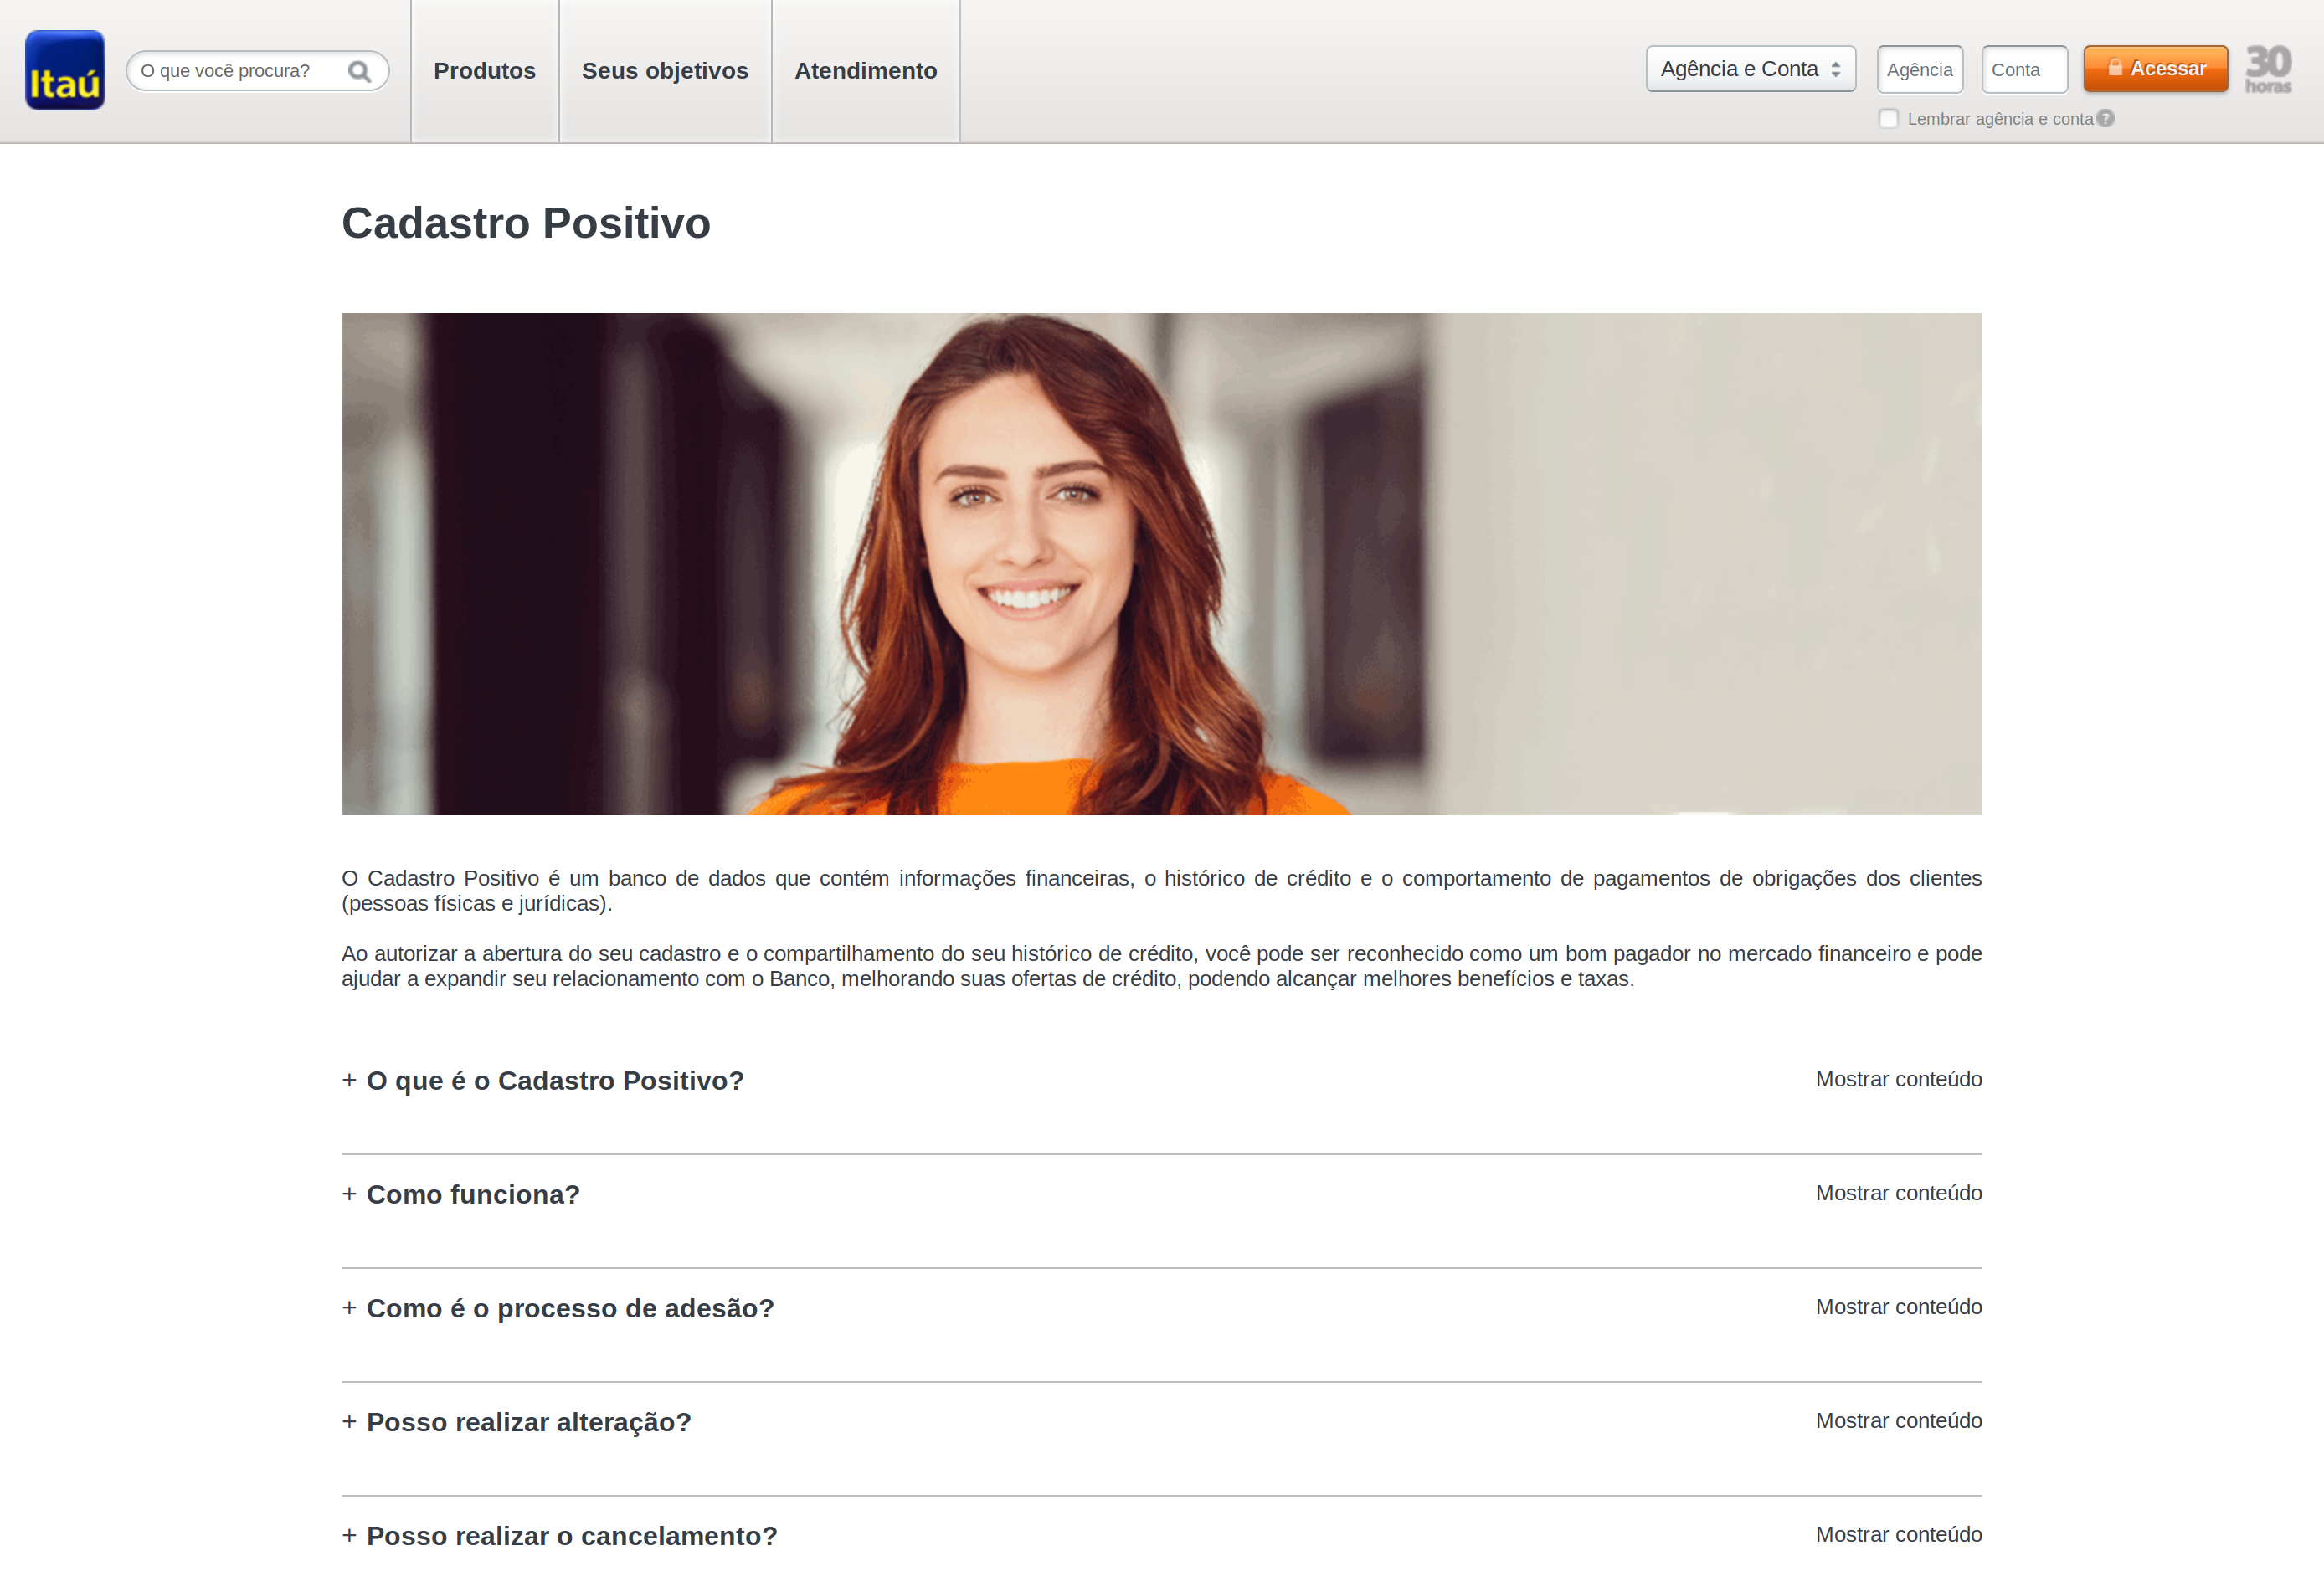 Itaú
O que você procura?
Produtos
Seus objetivos
Atendimento
Agência e Conta
Agência
Conta
Acessar
30
horas
Lembrar agência e conta ?
Cadastro Positivo
O Cadastro Positivo é um banco de dados que contém informações financeiras, o histórico de crédito e o comportamento de pagamentos de obrigações dos clientes
(pessoas físicas e jurídicas).
Ao autorizar a abertura do seu cadastro e o compartilhamento do seu histórico de crédito, você pode ser reconhecido como um bom pagador no mercado financeiro e pode
ajudar a expandir seu relacionamento com o Banco, melhorando suas ofertas de crédito, podendo alcançar melhores benefícios e taxas.
+ O que é o Cadastro Positivo? Mostrar conteúdo
+ Como funciona? Mostrar conteúdo
+ Como é o processo de adesão? Mostrar conteúdo
+ Posso realizar alteração? Mostrar conteúdo
+ Posso realizar o cancelamento? Mostrar conteúdo